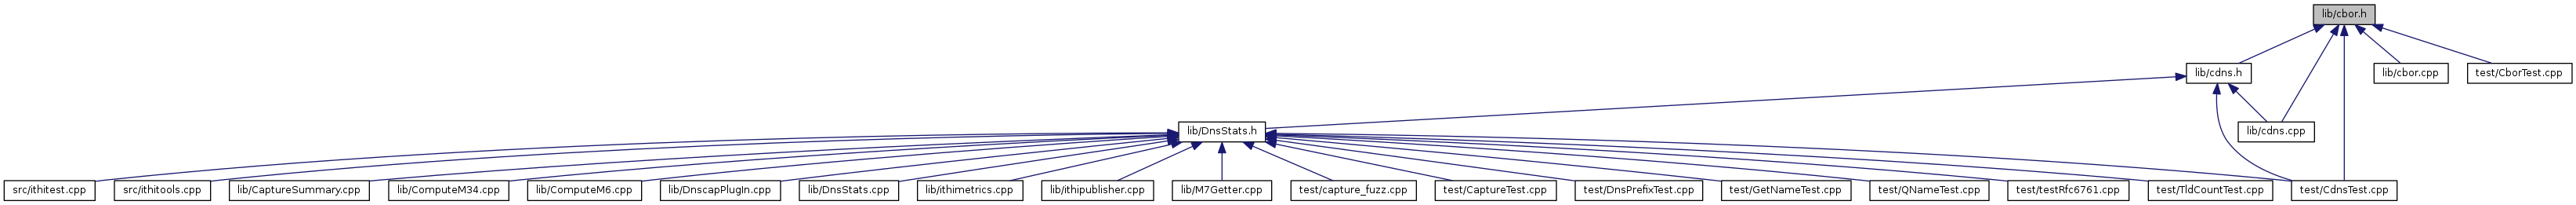 lib/cbor.h
lib/cdns.h
lib/cbor.cpp
test/CborTest.cpp
lib/DnsStats.h
lib/cdns.cpp
src/ithitest.cpp
src/ithitools.cpp
lib/CaptureSummary.cpp
lib/ComputeM34.cpp
lib/ComputeM6.cpp
lib/DnscapPlugIn.cpp
lib/DnsStats.cpp
lib/ithimetrics.cpp
lib/ithipublisher.cpp
lib/M7Getter.cpp
test/capture_fuzz.cpp
test/CaptureTest.cpp
test/DnsPrefixTest.cpp
test/GetNameTest.cpp
test/QNameTest.cpp
test/testRfc6761.cpp
test/TldCountTest.cpp
test/CdnsTest.cpp